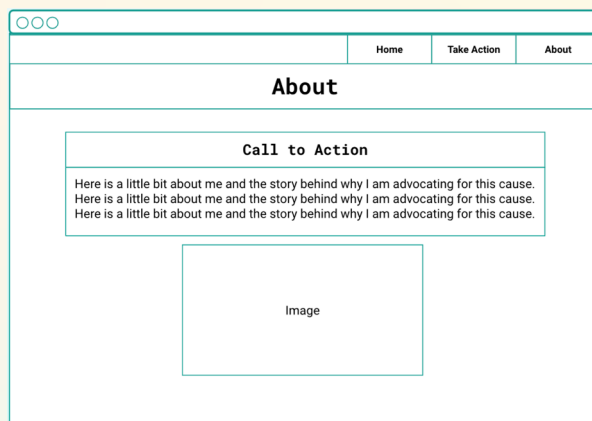 Home
Take Action
About
About
Call to Action
Here is a little bit about me and the story behind why I am advocating for this cause.
Here is a little bit about me and the story behind why I am advocating for this cause.
Here is a little bit about me and the story behind why I am advocating for this cause.
Image